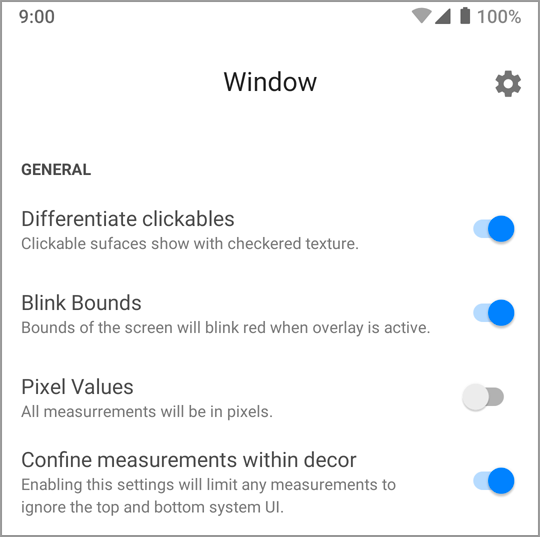 9:00 100%
Window
GENERAL
Differentiate clickables
Clickable sufaces show with checkered texture.
Blink Bounds
Bounds of the screen will blink red when overlay is active.
Pixel Values
All measurrements will be in pixels.
Confine measurements within decor
Enabling this settings will limit any measurements to
ignore the top and bottom system UI.